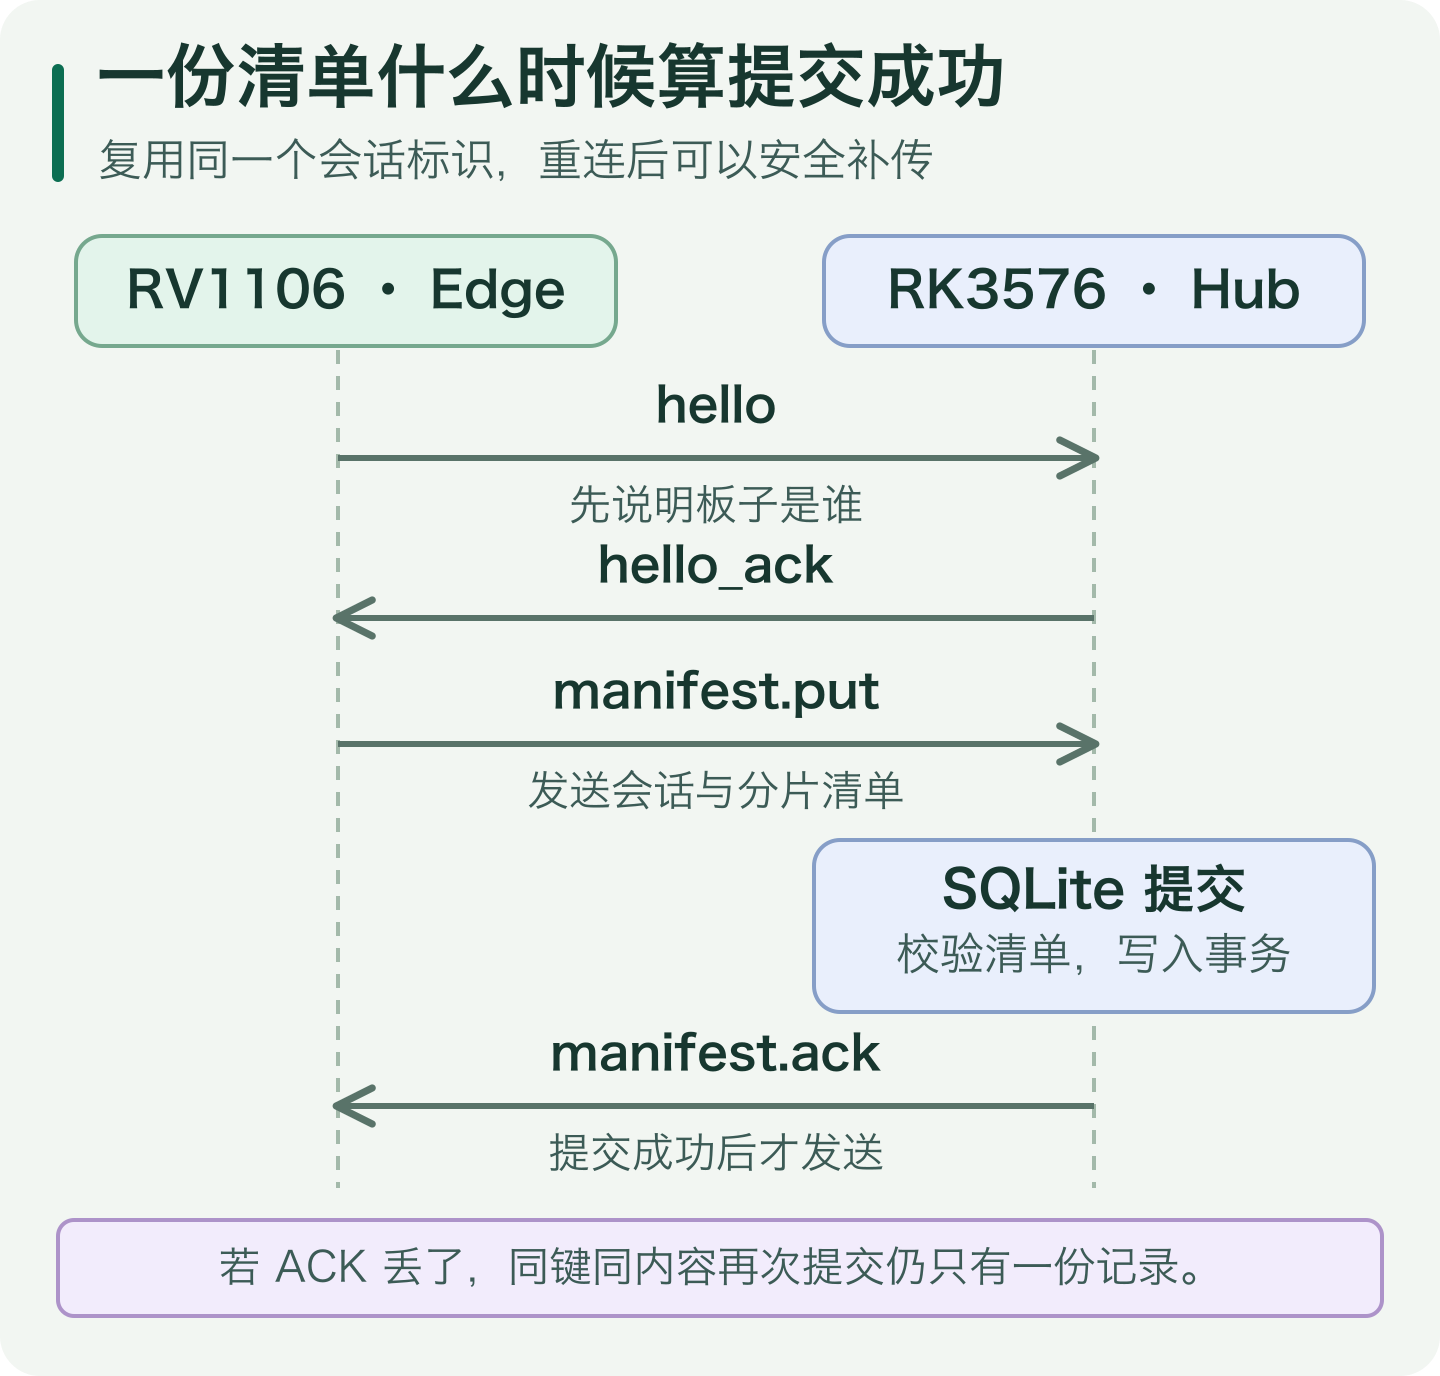 一份清单什么时候算提交成功
复用同一个会话标识，重连后可以安全补传
RV1106 · Edge
RK3576 · Hub
hello
先说明板子是谁
hello_ack
manifest.put
发送会话与分片清单
SQLite 提交
校验清单，写入事务
manifest.ack
提交成功后才发送
若 ACK 丢了，同键同内容再次提交仍只有一份记录。